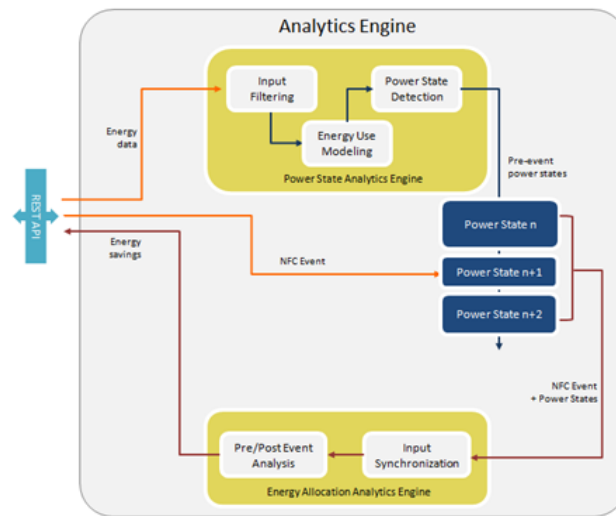 Analytics Engine
Input
Filtering
Power State
Detection
Energy Use
Modeling
Power State Analytics Engine
Energy
data
Pre-event
power states
REST API
Power State n
Energy
savings
NFC Event
Power State n+1
Power State n+2
NFC Event
+ Power States
Pre/Post Event
Analysis
Input
Synchronization
Energy Allocation Analytics Engine